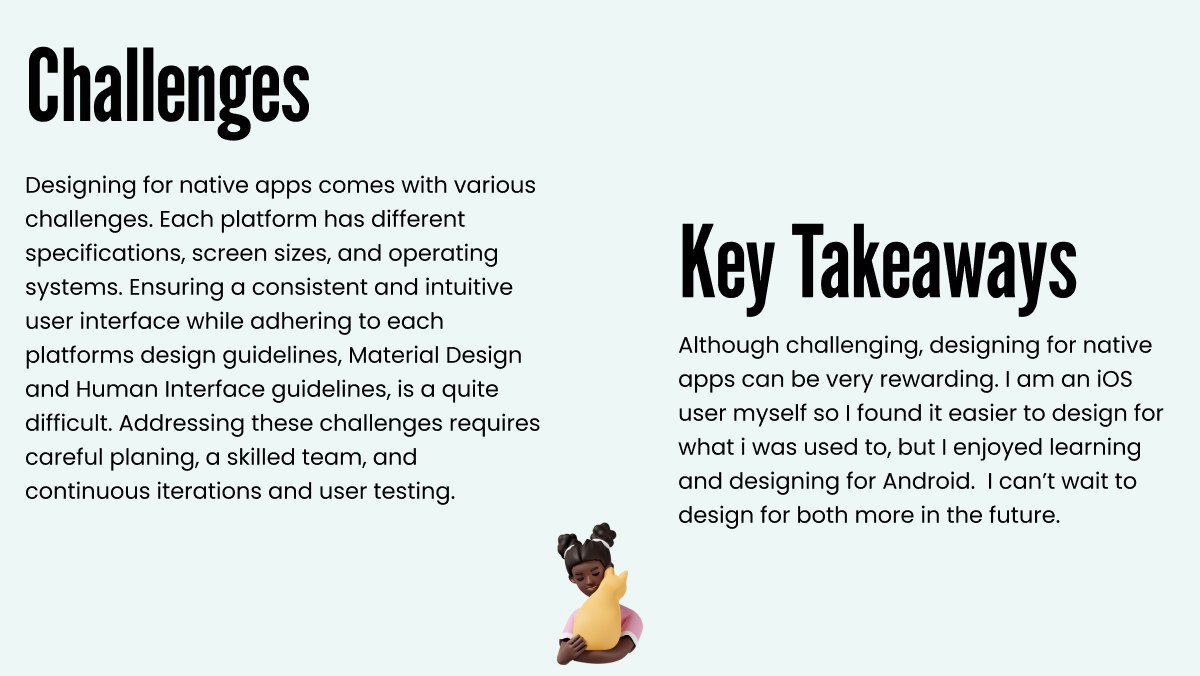 Challenges
Designing for native apps comes with various
challenges. Each platform has different
specifications, screen sizes, and operating
systems. Ensuring a consistent and intuitive
user interface while adhering to each
platforms design guidelines, Material Design
and Human Interface guidelines, is a quite
difficult. Addressing these challenges requires
careful planing, a skilled team, and
continuous iterations and user testing.
Key Takeaways
Although challenging, designing for native
apps can be very rewarding. I am an iOS
user myself so I found it easier to design for
what i was used to, but I enjoyed learning
and designing for Android.  I can’t wait to
design for both more in the future.